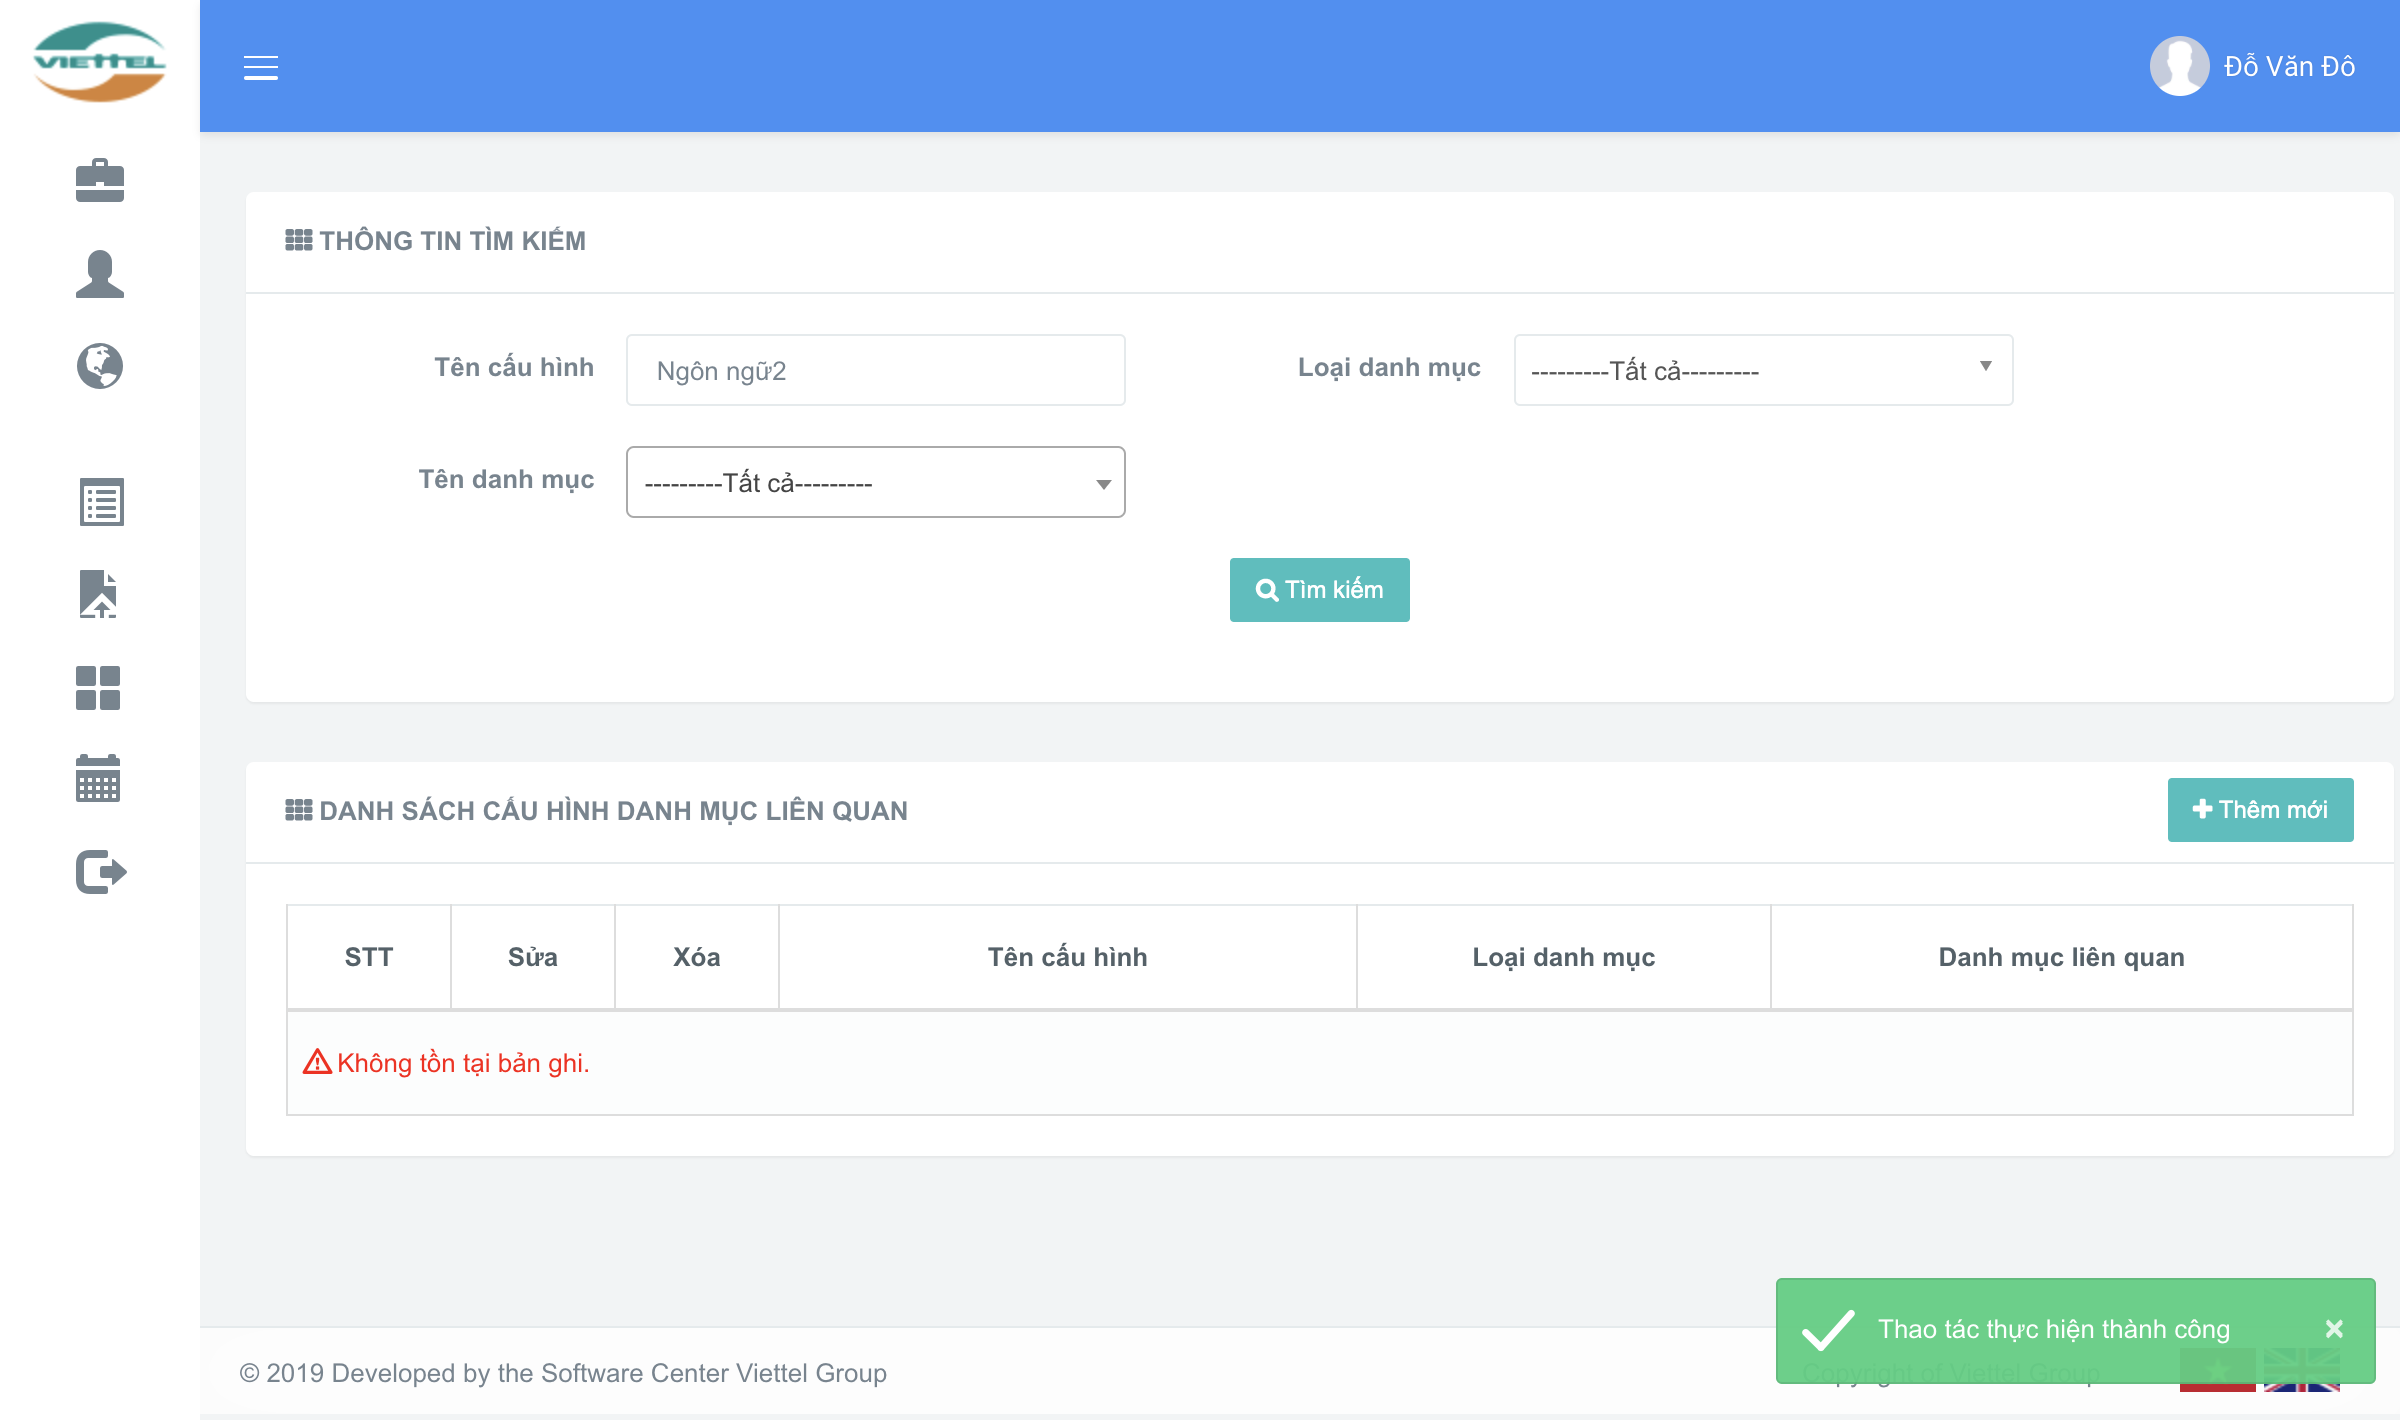 VIETTEL
Đỗ Văn Đô
THÔNG TIN TÌM KIẾM
Tên cấu hình
Ngôn ngữ2
Loại danh mục
---------Tất cả---------
Tên danh mục
---------Tất cả---------
Tìm kiếm
DANH SÁCH CẤU HÌNH DANH MỤC LIÊN QUAN
Thêm mới
STT
Sửa
Xóa
Tên cấu hình
Loại danh mục
Danh mục liên quan
Không tồn tại bản ghi.
Thao tác thực hiện thành công
×
© 2019 Developed by the Software Center Viettel Group
Copyright of Viettel Group